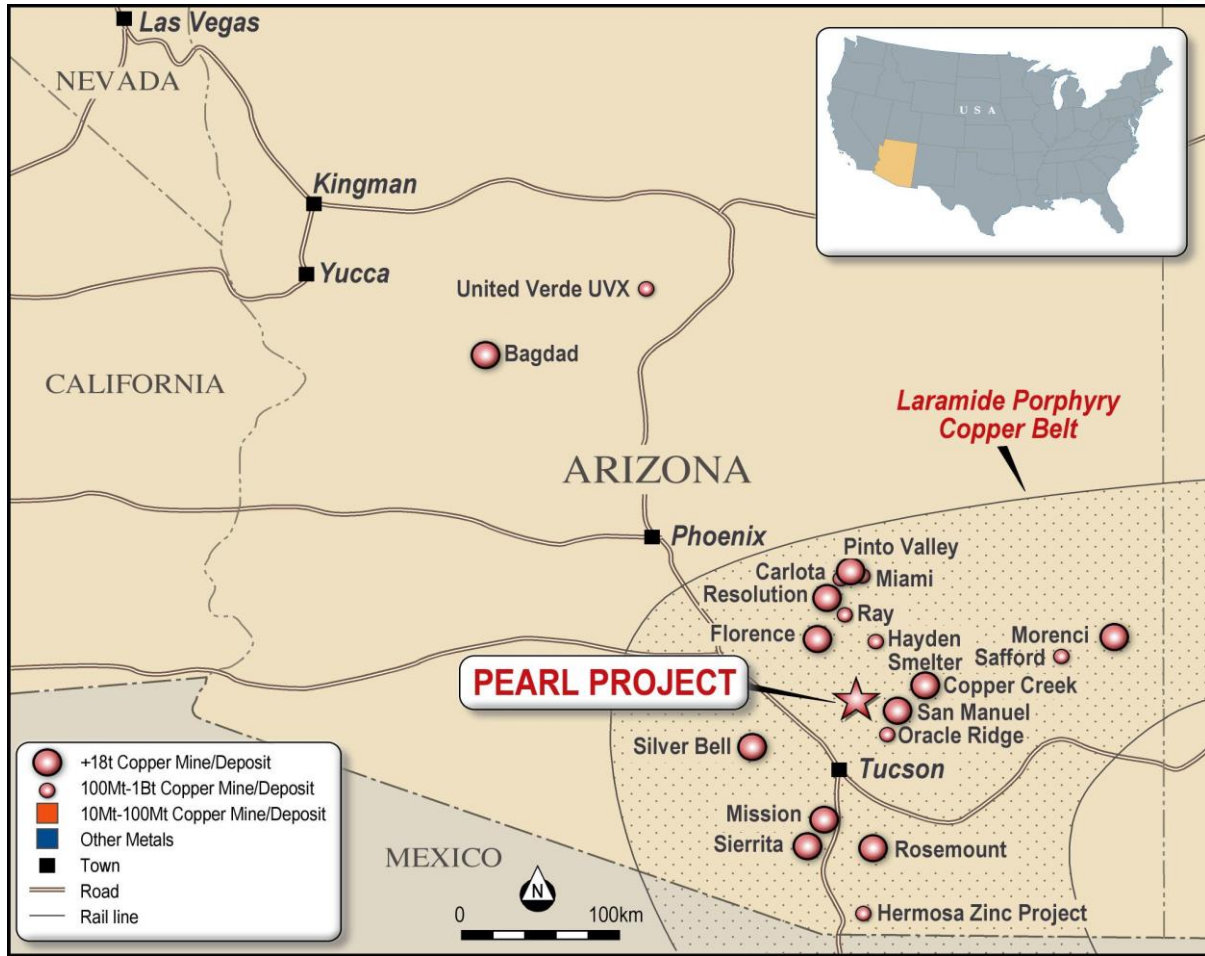 Las Vegas
NEVADA
USA
Kingman
Yucca
United Verde UVX
Bagdad
CALIFORNIA
Laramide Porphyry
Copper Belt
ARIZONA
Phoenix
Pinto Valley
Carlota
Miami
Resolution
Ray
Florence
Hayden
Smelter
Morenci
Safford
PEARL PROJECT
Copper Creek
San Manuel
Oracle Ridge
Silver Bell
Tucson
Mission
Sierrita
Rosemount
MEXICO
Hermosa Zinc Project
N
0 100km
+18t Copper Mine/Deposit
100Mt-1Bt Copper Mine/Deposit
10Mt-100Mt Copper Mine/Deposit
Other Metals
Town
Road
Rail line